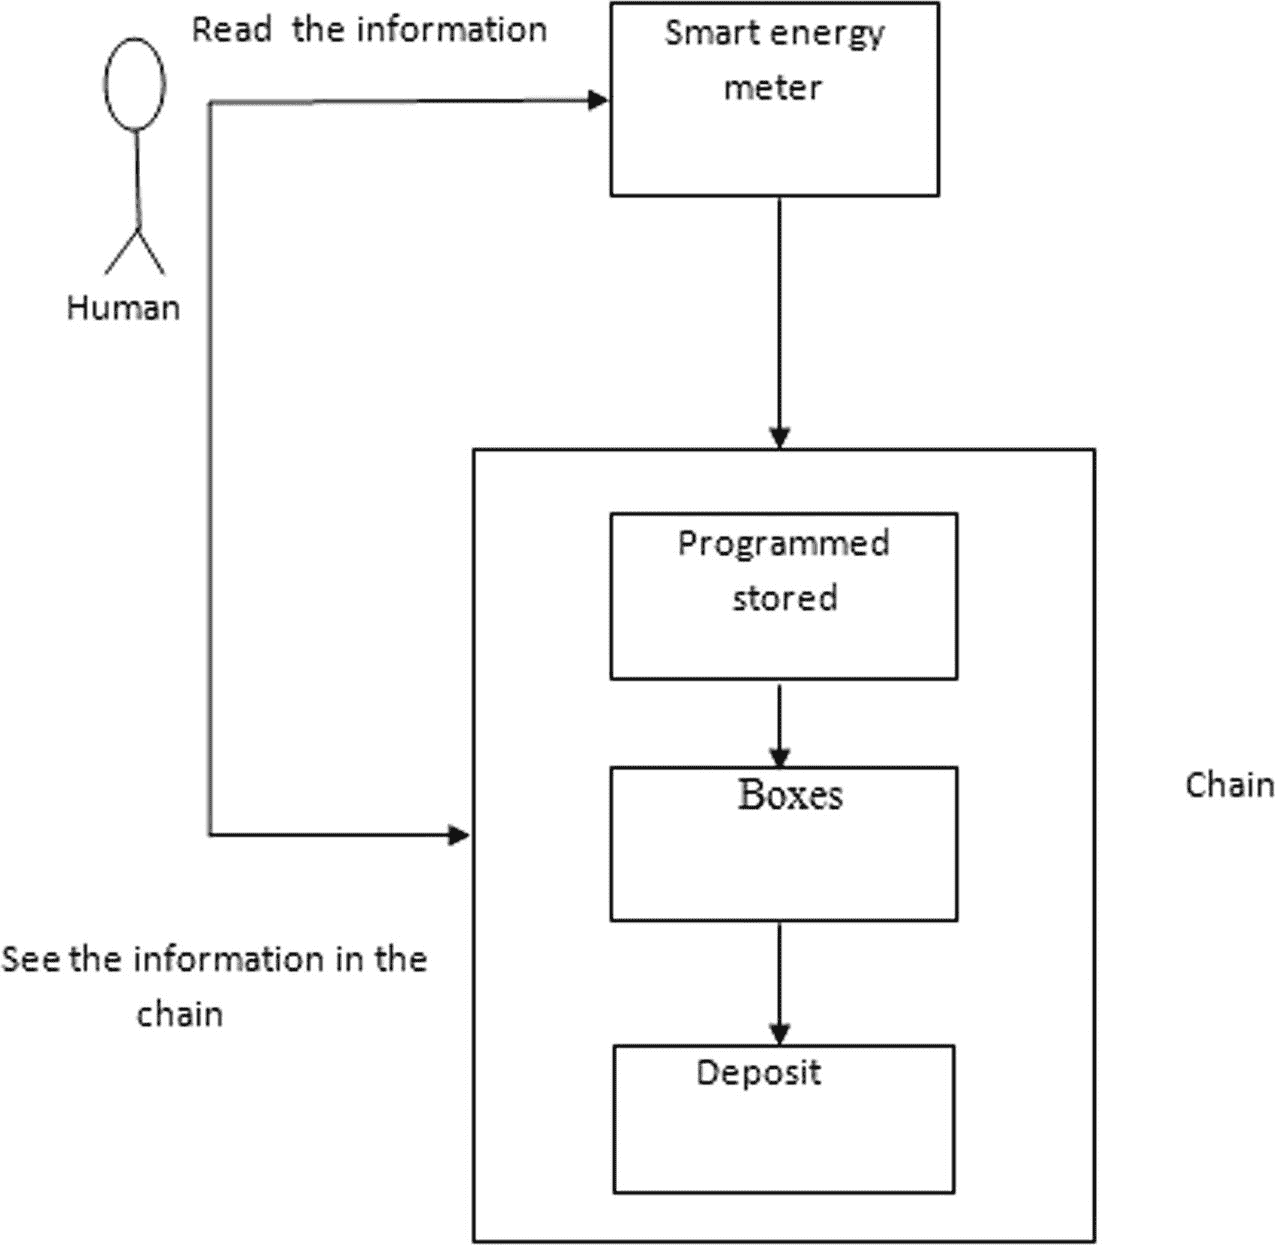 Read the information
Smart energy
meter
Human
Programmed
stored
Boxes
Chain
See the information in the
chain
Deposit